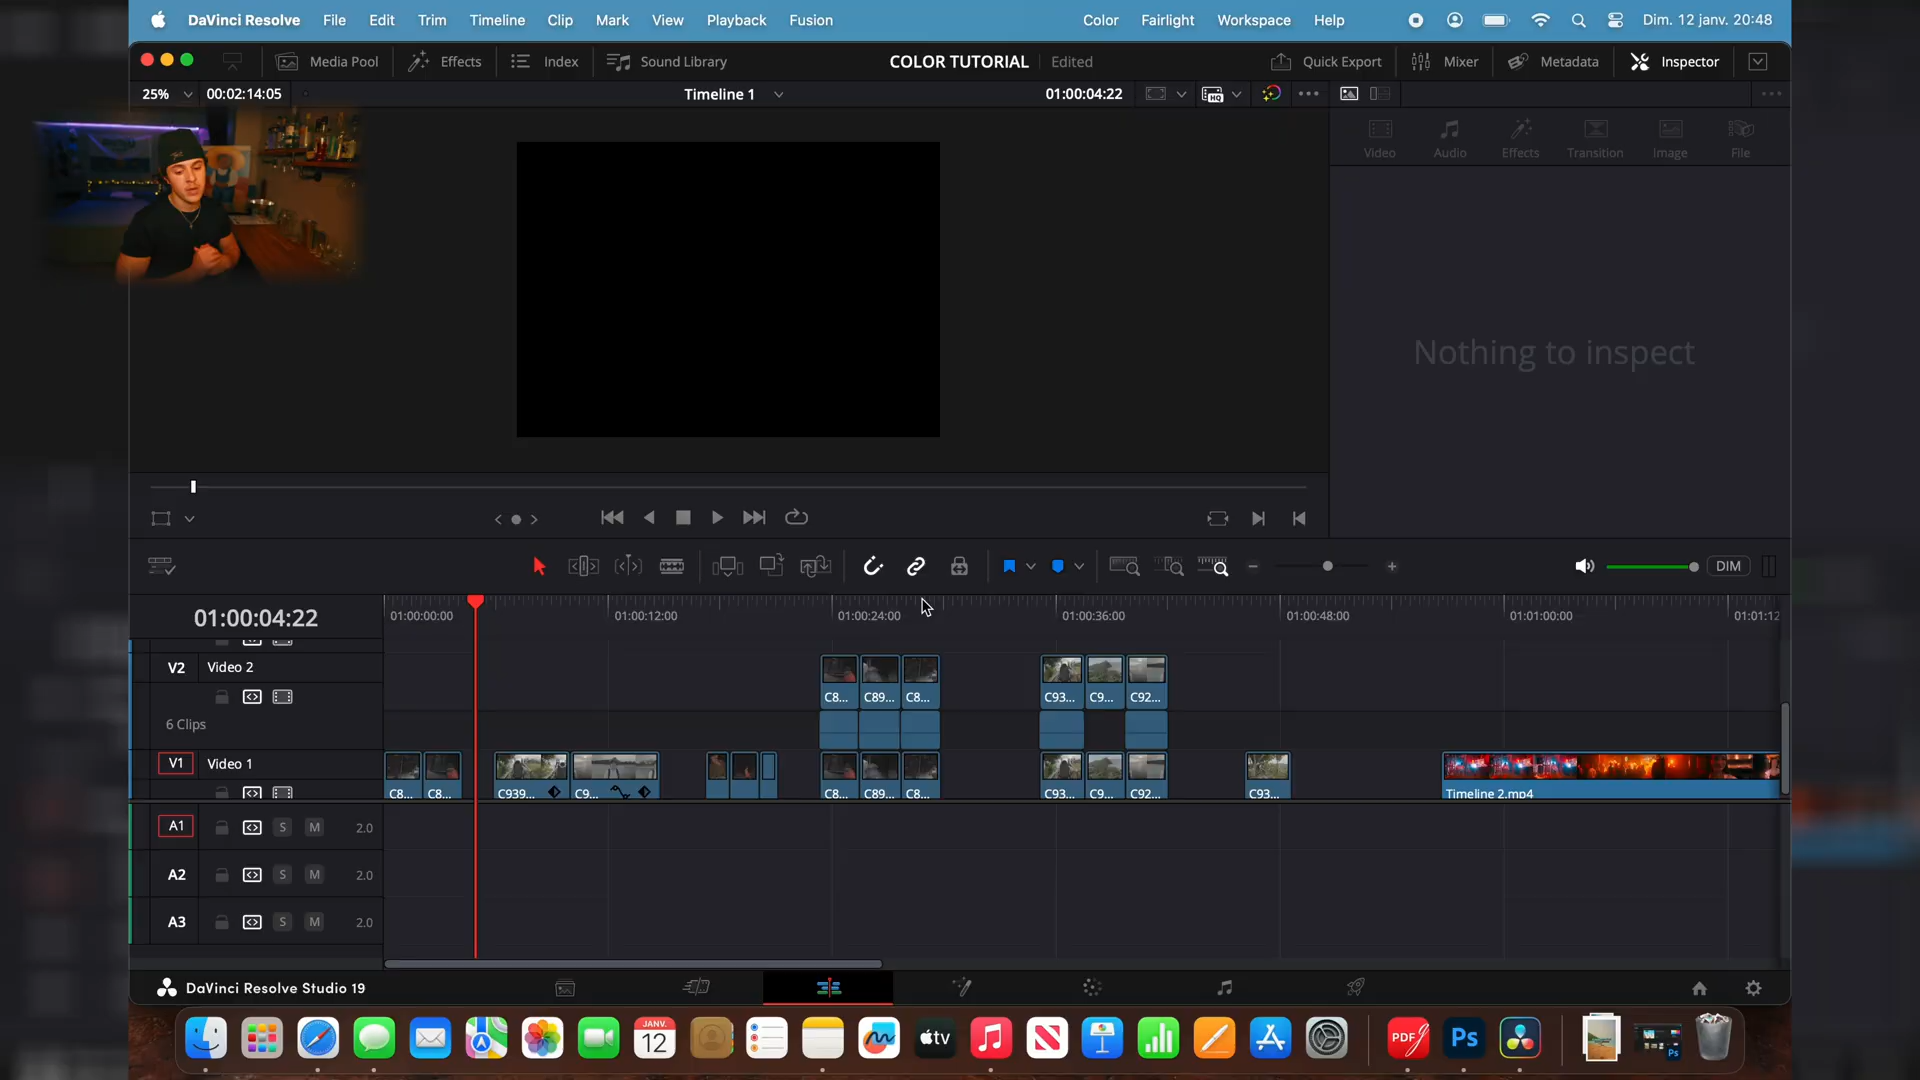 DaVinci Resolve File Edit Trim Timeline Clip Mark View Playback Fusion Color Fairlight Workspace Help Dim. 12 janv. 20:48
Media Pool Effects Index Sound Library COLOR TUTORIAL Edited Quick Export Mixer Metadata Inspector
25% 00:02:14:05 Timeline 1 01:00:04:22 HQ
Video Audio Effects Transition Image File
Nothing to inspect
DIM
01:00:04:22 01:00:00:00 01:00:12:00 01:00:24:00 01:00:36:00 01:00:48:00 01:01:00:00 01:01:12
V2 Video 2
C8... C89... C8... C93... C9... C92...
6 Clips
V1 Video 1
C8... C8... C939... C9... C8... C89... C8... C93... C9... C92... C93... Timeline 2.mp4
A1 S M 2.0
A2 S M 2.0
A3 S M 2.0
DaVinci Resolve Studio 19
JANV.
12
tv
PDF
Ps
Ps